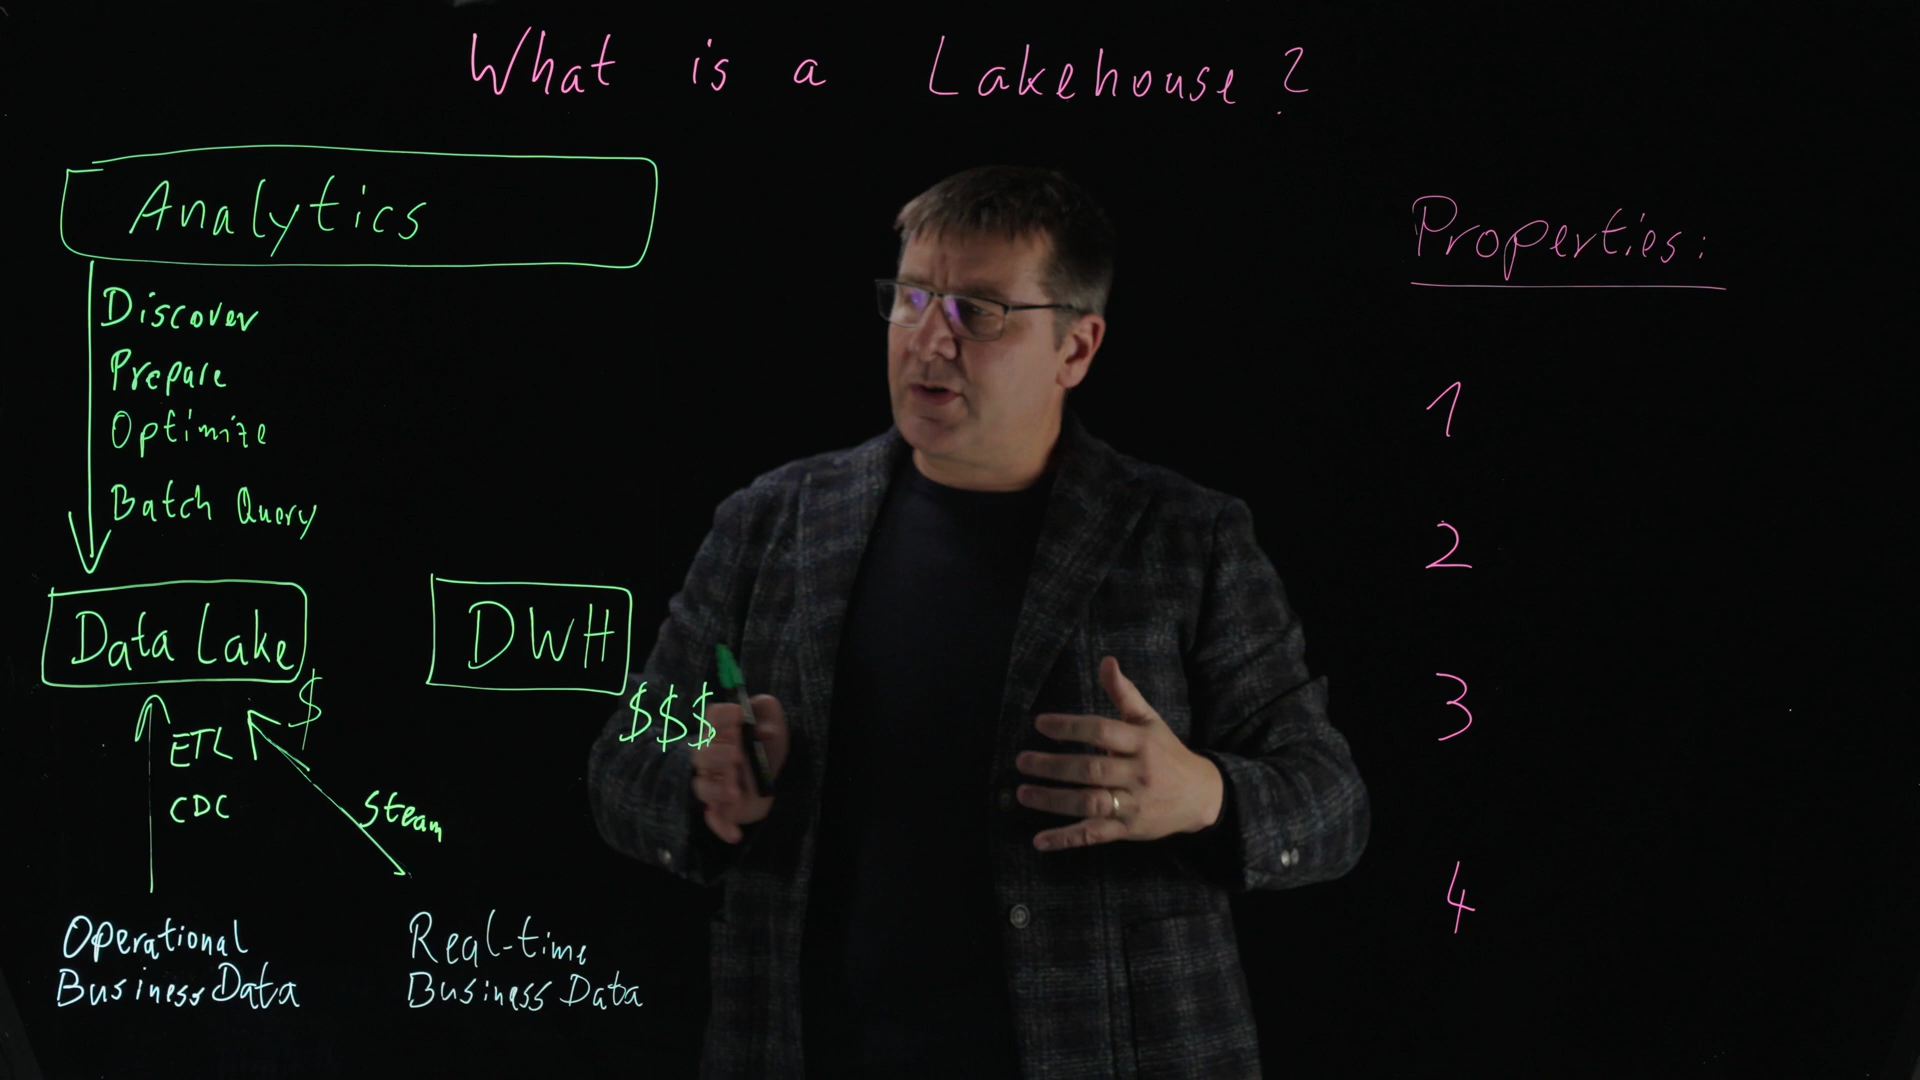 What is a Lakehouse?
Analytics
Discover
Prepare
Optimize
Batch Query
Data Lake
$
DWH
$$$
ETL
CDC
Steam
Operational
Business Data
Real-time
Business Data
Properties:
1
2
3
4